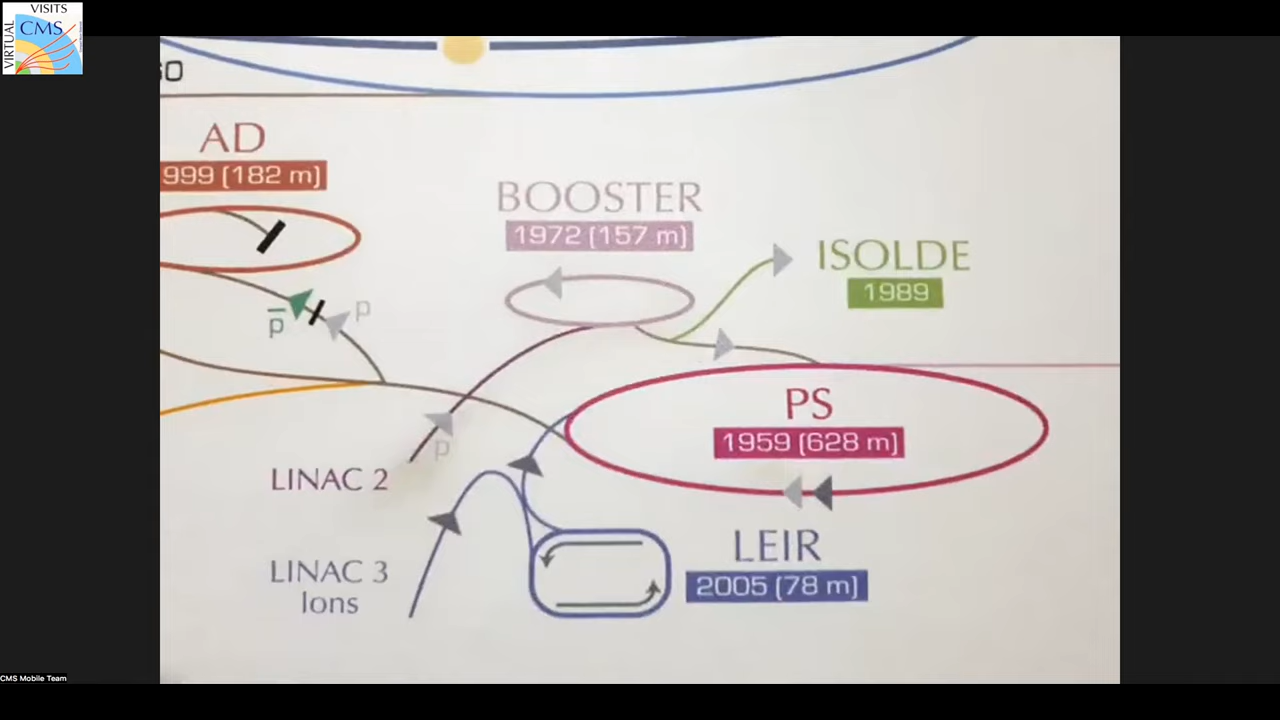 VISITS
VIRTUAL
CMS
AD
999 (182 m)
BOOSTER
1972 (157 m)
ISOLDE
1989
p̅
p
PS
1959 (628 m)
p
LINAC 2
LEIR
2005 (78 m)
LINAC 3
Ions
CMS Mobile Team